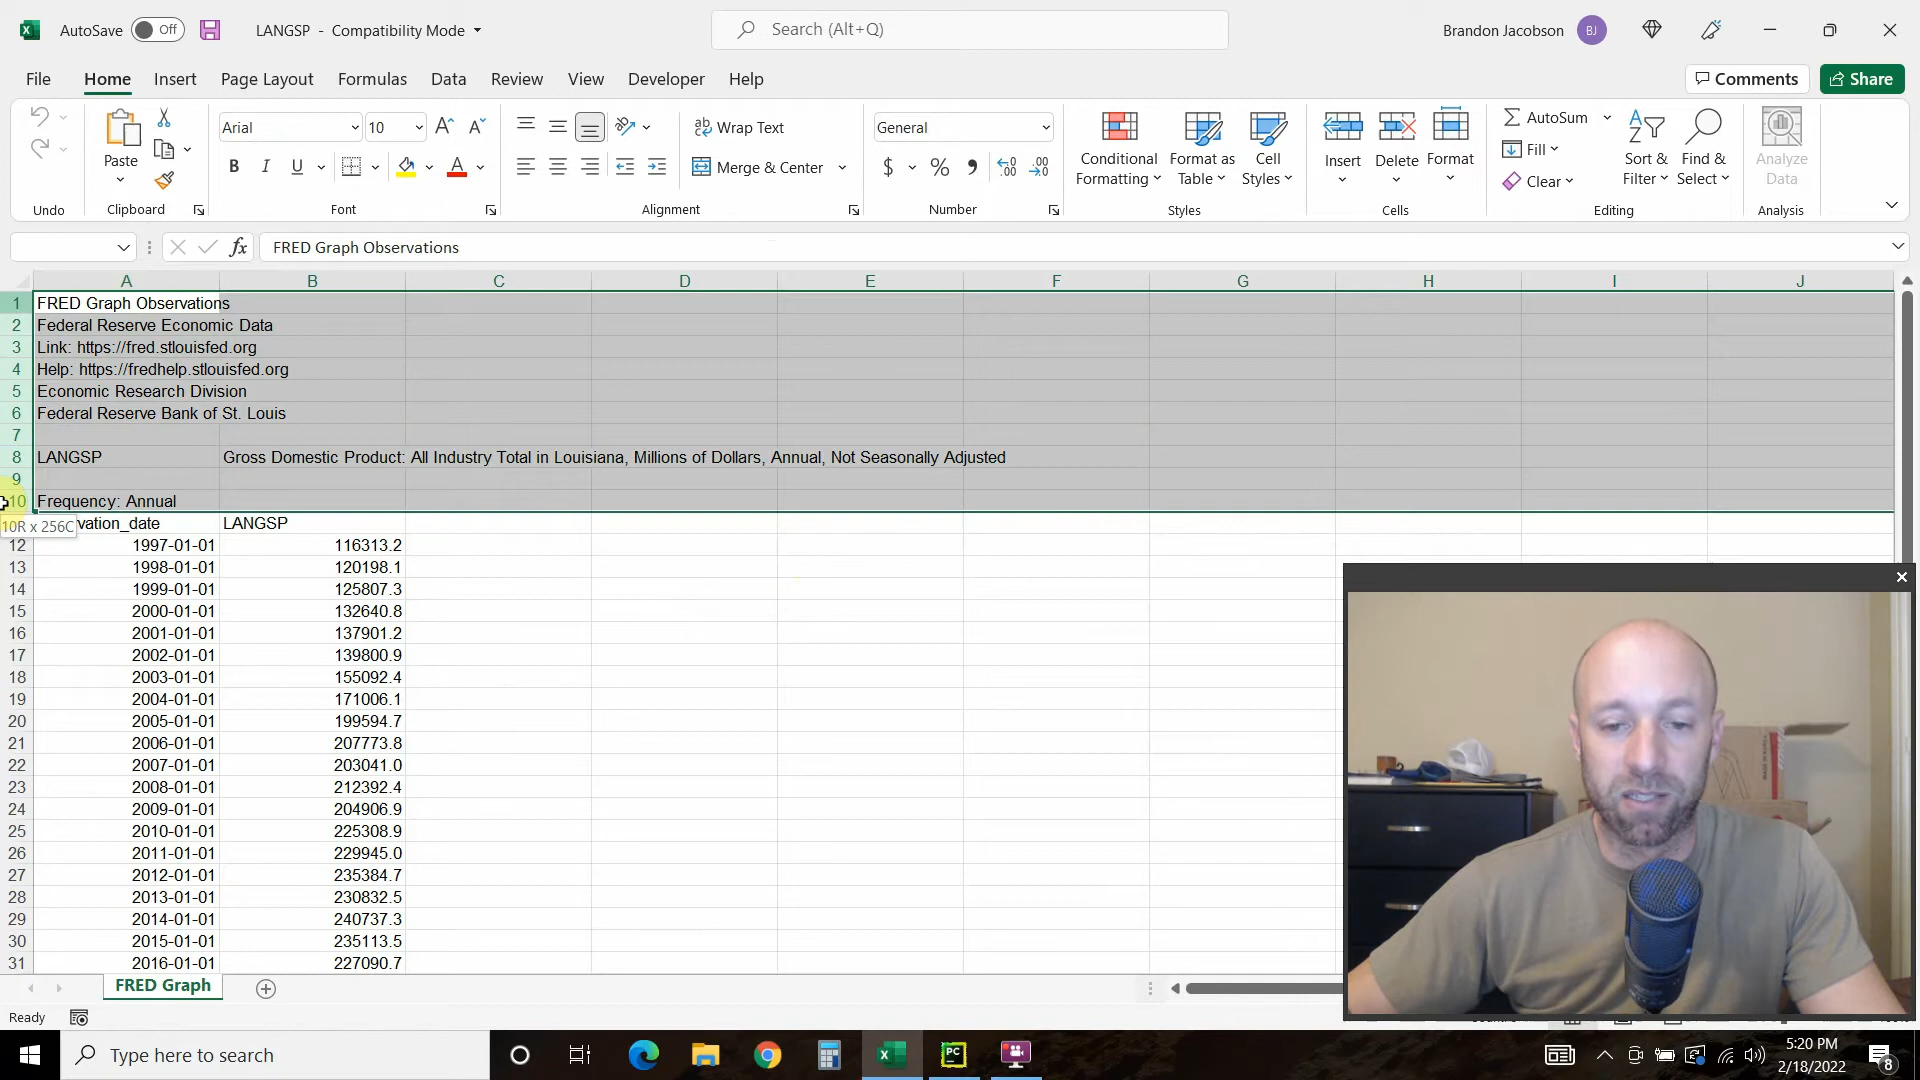 AutoSave Off LANGSP - Compatibility Mode Search (Alt+Q) Brandon Jacobson BJ
File Home Insert Page Layout Formulas Data Review View Developer Help Comments Share
Arial 10 Wrap Text General AutoSum
Paste Conditional Formatting Format as Table Cell Styles Insert Delete Format Fill Sort & Filter Find & Select Analyze Data
B I U Merge & Center $ % Clear
Undo Clipboard Font Alignment Number Styles Cells Editing Analysis
fx FRED Graph Observations
A B C D E F G H I J
1 FRED Graph Observations
2 Federal Reserve Economic Data
3 Link: https://fred.stlouisfed.org
4 Help: https://fredhelp.stlouisfed.org
5 Economic Research Division
6 Federal Reserve Bank of St. Louis
7
8 LANGSP Gross Domestic Product: All Industry Total in Louisiana, Millions of Dollars, Annual, Not Seasonally Adjusted
9
10 Frequency: Annual
10R x 256C vation_date LANGSP
12 1997-01-01 116313.2
13 1998-01-01 120198.1
14 1999-01-01 125807.3
15 2000-01-01 132640.8
16 2001-01-01 137901.2
17 2002-01-01 139800.9
18 2003-01-01 155092.4
19 2004-01-01 171006.1
20 2005-01-01 199594.7
21 2006-01-01 207773.8
22 2007-01-01 203041.0
23 2008-01-01 212392.4
24 2009-01-01 204906.9
25 2010-01-01 225308.9
26 2011-01-01 229945.0
27 2012-01-01 235384.7
28 2013-01-01 230832.5
29 2014-01-01 240737.3
30 2015-01-01 235113.5
31 2016-01-01 227090.7
FRED Graph
Ready
Type here to search PC 5:20 PM
2/18/2022 8